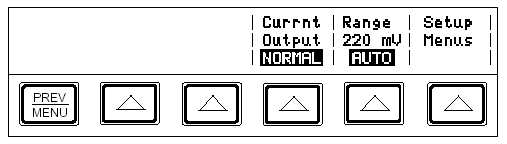 Currnt | Range | Setup
Output | 220 mV | Menus
NORMAL | AUTO |
PREV
MENU